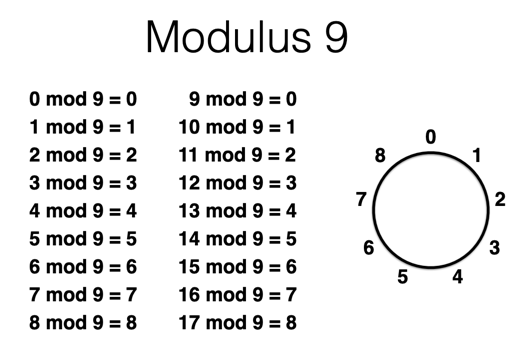 Modulus 9
0 mod 9 = 0
1 mod 9 = 1
2 mod 9 = 2
3 mod 9 = 3
4 mod 9 = 4
5 mod 9 = 5
6 mod 9 = 6
7 mod 9 = 7
8 mod 9 = 8
9 mod 9 = 0
10 mod 9 = 1
11 mod 9 = 2
12 mod 9 = 3
13 mod 9 = 4
14 mod 9 = 5
15 mod 9 = 6
16 mod 9 = 7
17 mod 9 = 8
0
1
2
3
4
5
6
7
8